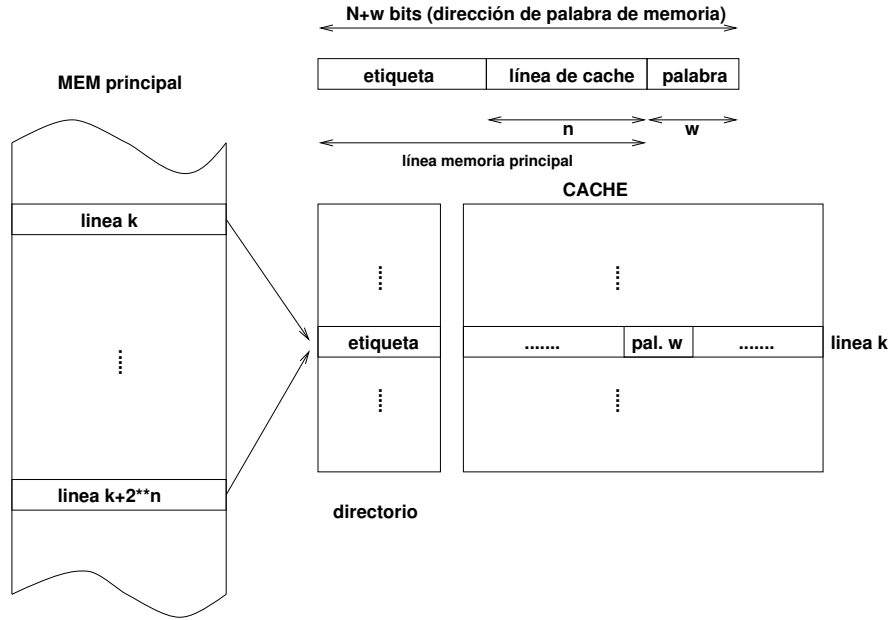 N+w bits (dirección de palabra de memoria)
etiqueta línea de cache palabra
MEM principal
n w
línea memoria principal
CACHE
linea k
etiqueta ....... pal. w ....... linea k
linea k+2**n
directorio